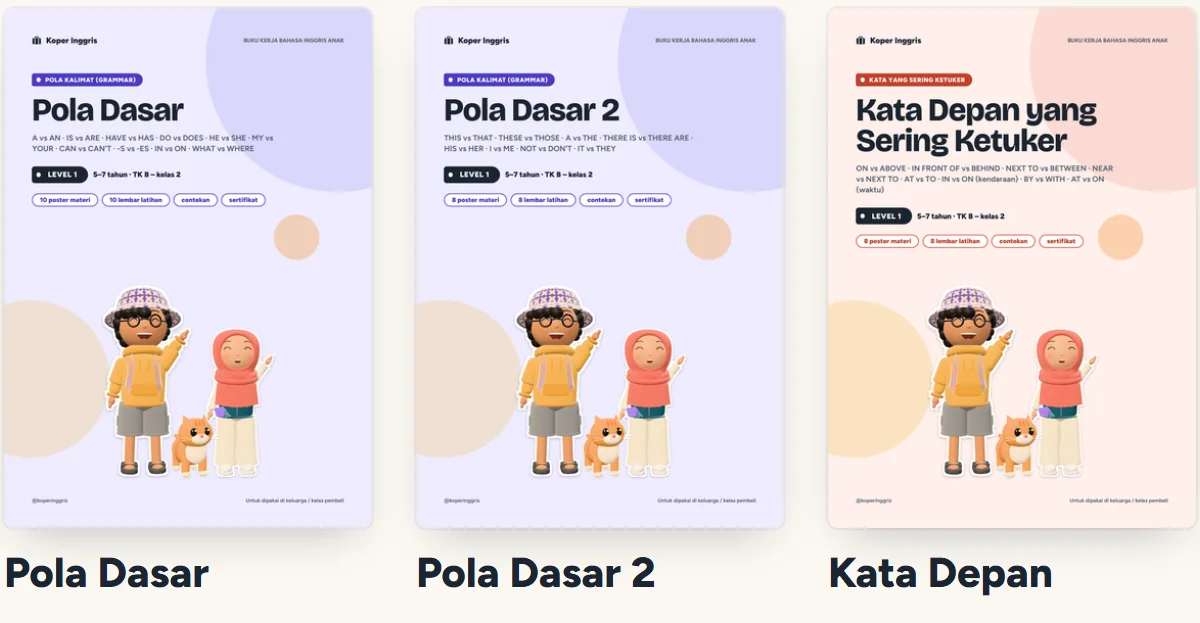 Koper Inggris
BUKU KERJA BAHASA INGGRIS ANAK
POLA KALIMAT (GRAMMAR)
Pola Dasar
A vs AN · IS vs ARE · HAVE vs HAS · DO vs DOES · HE vs SHE · MY vs
YOUR · CAN vs CAN'T · -S vs -ES · IN vs ON · WHAT vs WHERE
LEVEL 1
5–7 tahun · TK B – kelas 2
10 poster materi
10 lembar latihan
contekan
sertifikat
@koperinggris
Untuk dipakai di keluarga / kelas pembeli
Pola Dasar
Koper Inggris
BUKU KERJA BAHASA INGGRIS ANAK
POLA KALIMAT (GRAMMAR)
Pola Dasar 2
THIS vs THAT · THESE vs THOSE · A vs THE · THERE IS vs THERE ARE ·
HIS vs HER · I vs ME · NOT vs DON'T · IT vs THEY
LEVEL 1
5–7 tahun · TK B – kelas 2
8 poster materi
8 lembar latihan
contekan
sertifikat
@koperinggris
Untuk dipakai di keluarga / kelas pembeli
Pola Dasar 2
Koper Inggris
BUKU KERJA BAHASA INGGRIS ANAK
KATA YANG SERING KETUKER
Kata Depan yang
Sering Ketuker
ON vs ABOVE · IN FRONT OF vs BEHIND · NEXT TO vs BETWEEN · NEAR
vs NEXT TO · AT vs TO · IN vs ON (kendaraan) · BY vs WITH · AT vs ON
(waktu)
LEVEL 1
5–7 tahun · TK B – kelas 2
8 poster materi
8 lembar latihan
contekan
sertifikat
@koperinggris
Untuk dipakai di keluarga / kelas pembeli
Kata Depan